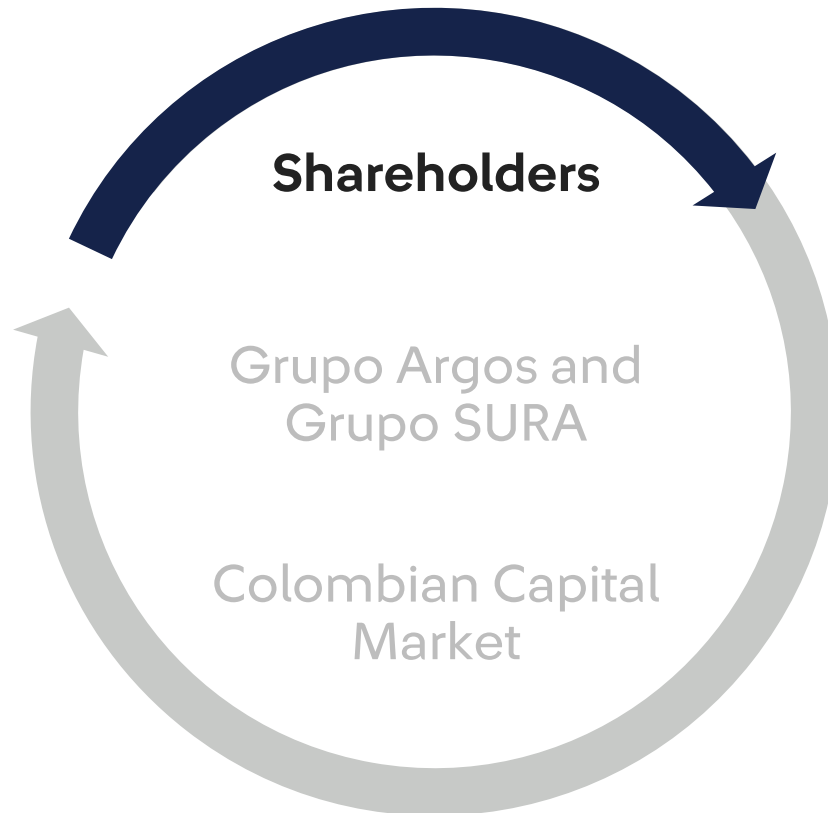 Shareholders
Grupo Argos and
Grupo SURA
Colombian Capital
Market